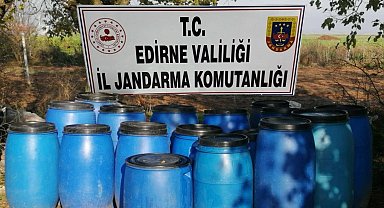 T.C.
EDİRNE VALİLİĞİ
İL JANDARMA KOMUTANLIĞI